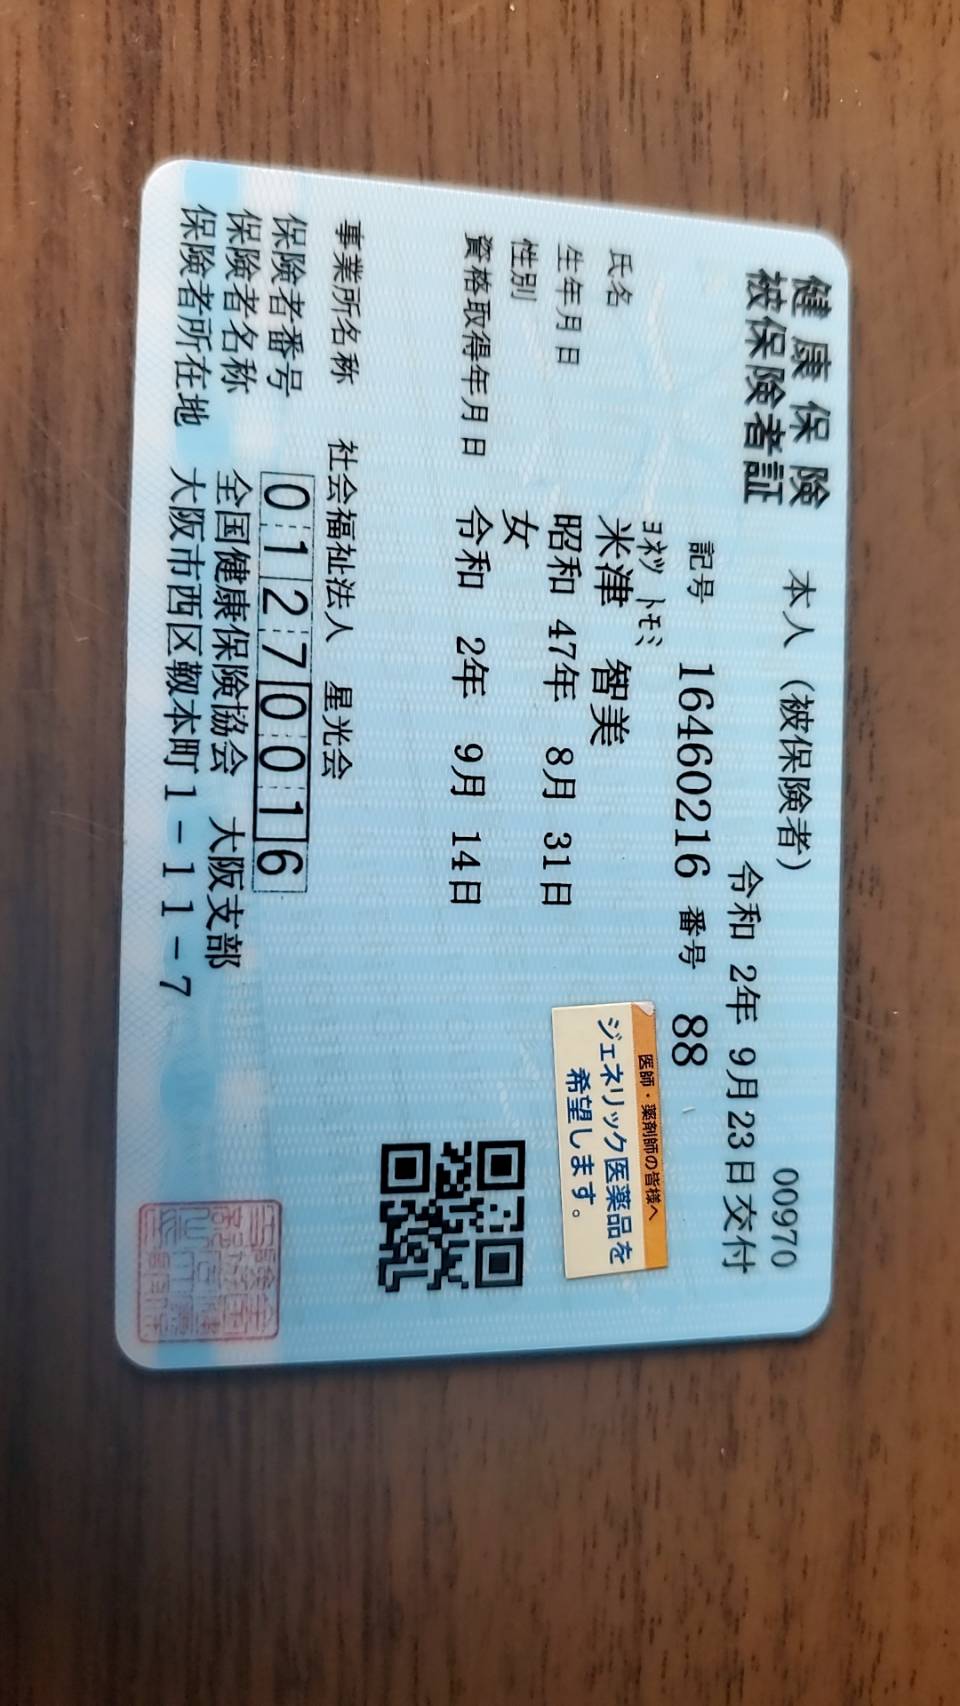 健康保険 本人（被保険者） 00970
被保険者証 令和 2年 9月23日交付
記号 16460216 番号 88
ﾖﾈﾂ ﾄﾓﾐ
氏名 米津 智美
生年月日 昭和 47年 8月 31日
性別 女
資格取得年月日 令和 2年 9月 14日
医師・薬剤師の皆様へ
ジェネリック医薬品を
希望します。
事業所名称 社会福祉法人 星光会
保険者番号 01270016
保険者名称 全国健康保険協会 大阪支部
保険者所在地 大阪市西区靱本町1-11-7